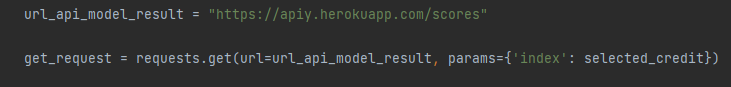 url_api_model_result = "https://apiy.herokuapp.com/scores"
get_request = requests.get(url=url_api_model_result, params={'index': selected_credit})